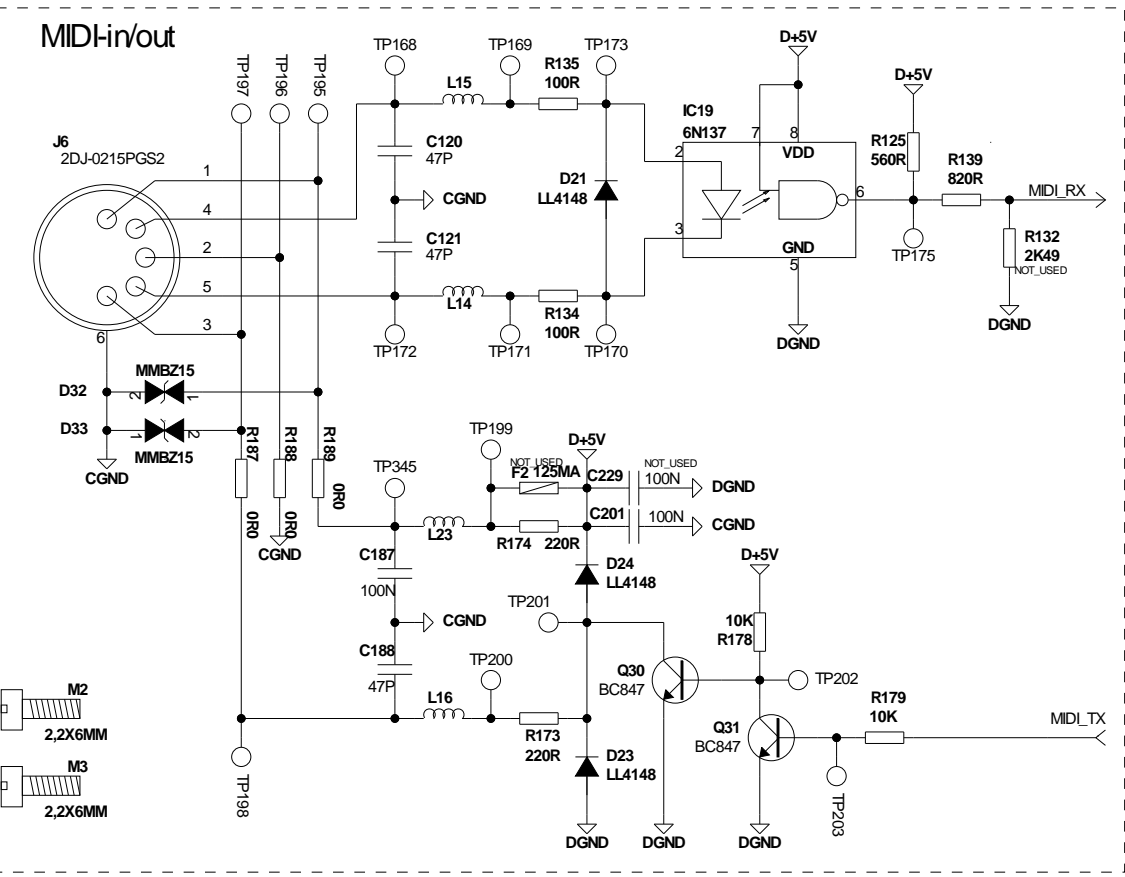 MIDI-in/out
TP197
TP196
TP195
TP168
TP169
TP173
R135
100R
L15
D+5V
D+5V
IC19
6N137
7
8
VDD
2
3
6
GND
5
DGND
J6
2DJ-0215PGS2
1
4
2
5
3
6
C120
47P
CGND
C121
47P
D21
LL4148
R125
560R
R139
820R
MIDI_RX
TP175
R132
2K49
NOT_USED
DGND
L14
R134
100R
TP172
TP171
TP170
MMBZ15
D32
2
1
D33
1
2
MMBZ15
CGND
R187
R188
R189
0R0
0R0
0R0
CGND
TP345
TP199
NOT_USED
F2 125MA
D+5V
C229
NOT_USED
100N
DGND
C201
100N
CGND
L23
R174
220R
C187
100N
D24
LL4148
D+5V
TP201
CGND
10K
R178
C188
47P
L16
TP200
Q30
BC847
TP202
R179
10K
MIDI_TX
Q31
BC847
R173
220R
D23
LL4148
TP198
TP203
DGND
DGND
DGND
M2
2,2X6MM
M3
2,2X6MM